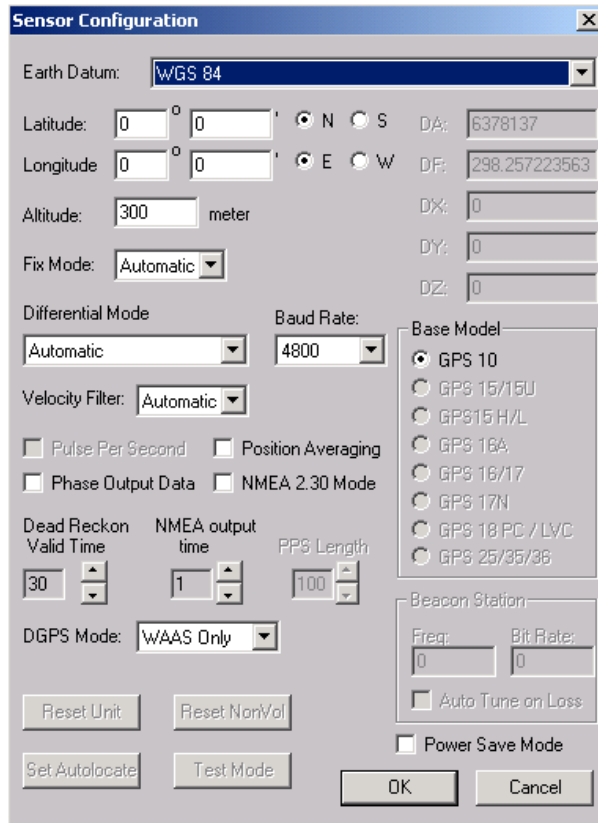 Sensor Configuration
Earth Datum: WGS 84
Latitude: 0 ° 0 ' N S
DA: 6378137
Longitude 0 ° 0 ' E W
DF: 298.257223563
Altitude: 300 meter
DX: 0
DY: 0
Fix Mode: Automatic
DZ: 0
Differential Mode
Automatic
Baud Rate:
4800
Velocity Filter: Automatic
Base Model
GPS 10
GPS 15/15U
GPS15 H/L
GPS 16A
GPS 16/17
GPS 17N
GPS 18 PC / LVC
GPS 25/35/36
Pulse Per Second
Position Averaging
Phase Output Data
NMEA 2.30 Mode
Dead Reckon
Valid Time
30
NMEA output
time
1
PPS Length
100
DGPS Mode: WAAS Only
Beacon Station
Freq: Bit Rate:
0 0
Auto Tune on Loss
Reset Unit
Reset NonVol
Power Save Mode
Set Autolocate
Test Mode
OK
Cancel